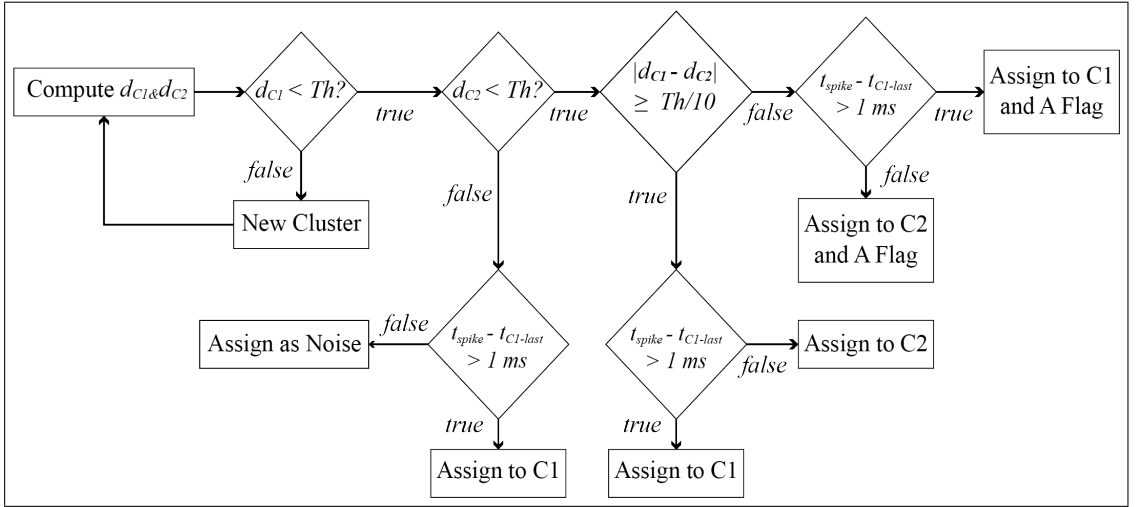 Compute d_C1&d_C2
d_C1 < Th?
true
d_C2 < Th?
true
|d_C1 - d_C2|
≥ Th/10
false
t_spike - t_C1-last
> 1 ms
true
Assign to C1
and A Flag
false
New Cluster
false
true
false
Assign to C2
and A Flag
Assign as Noise
false
t_spike - t_C1-last
> 1 ms
t_spike - t_C1-last
> 1 ms
false
Assign to C2
true
Assign to C1
true
Assign to C1